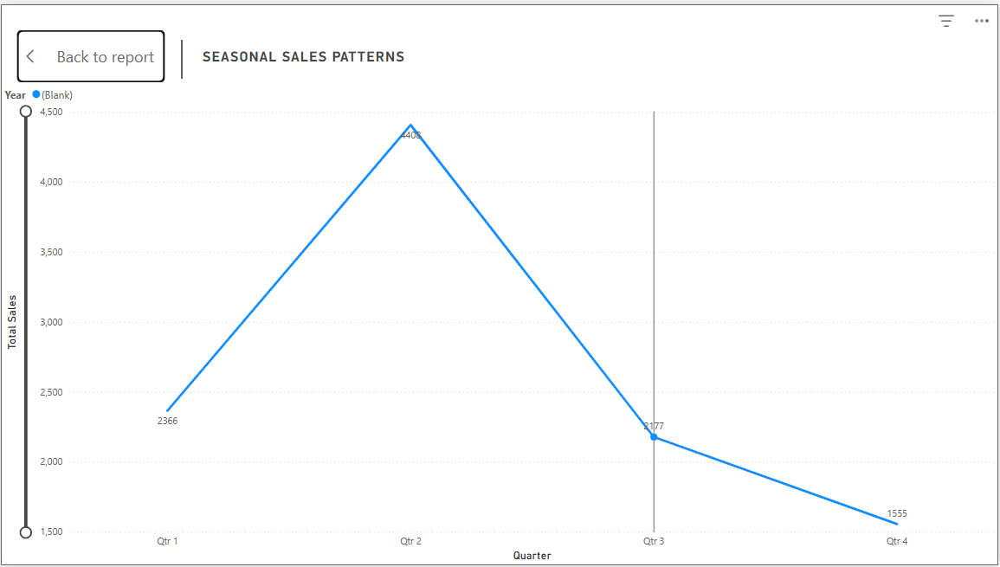 Back to report
SEASONAL SALES PATTERNS
Year (Blank)
4,500
4408
4,000
3,500
3,000
Total Sales
2,500
2366
2177
2,000
1555
1,500
Qtr 1 Qtr 2 Qtr 3 Qtr 4
Quarter